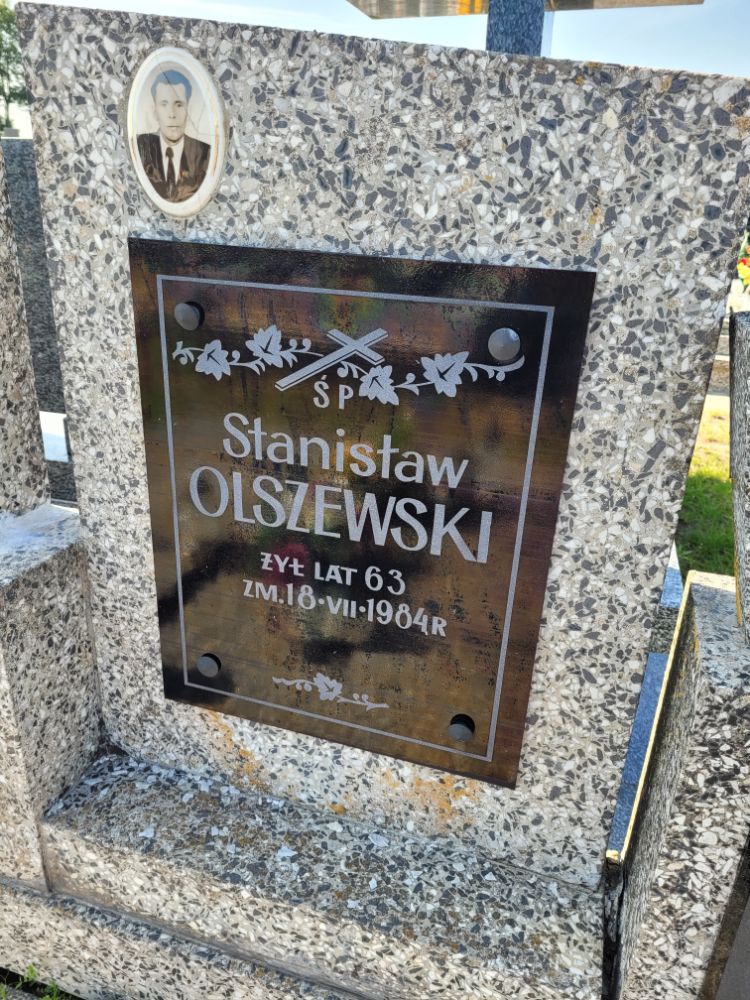 Ś P
Stanisław
OLSZEWSKI
ŻYŁ LAT 63
ZM.18·VII·1984R